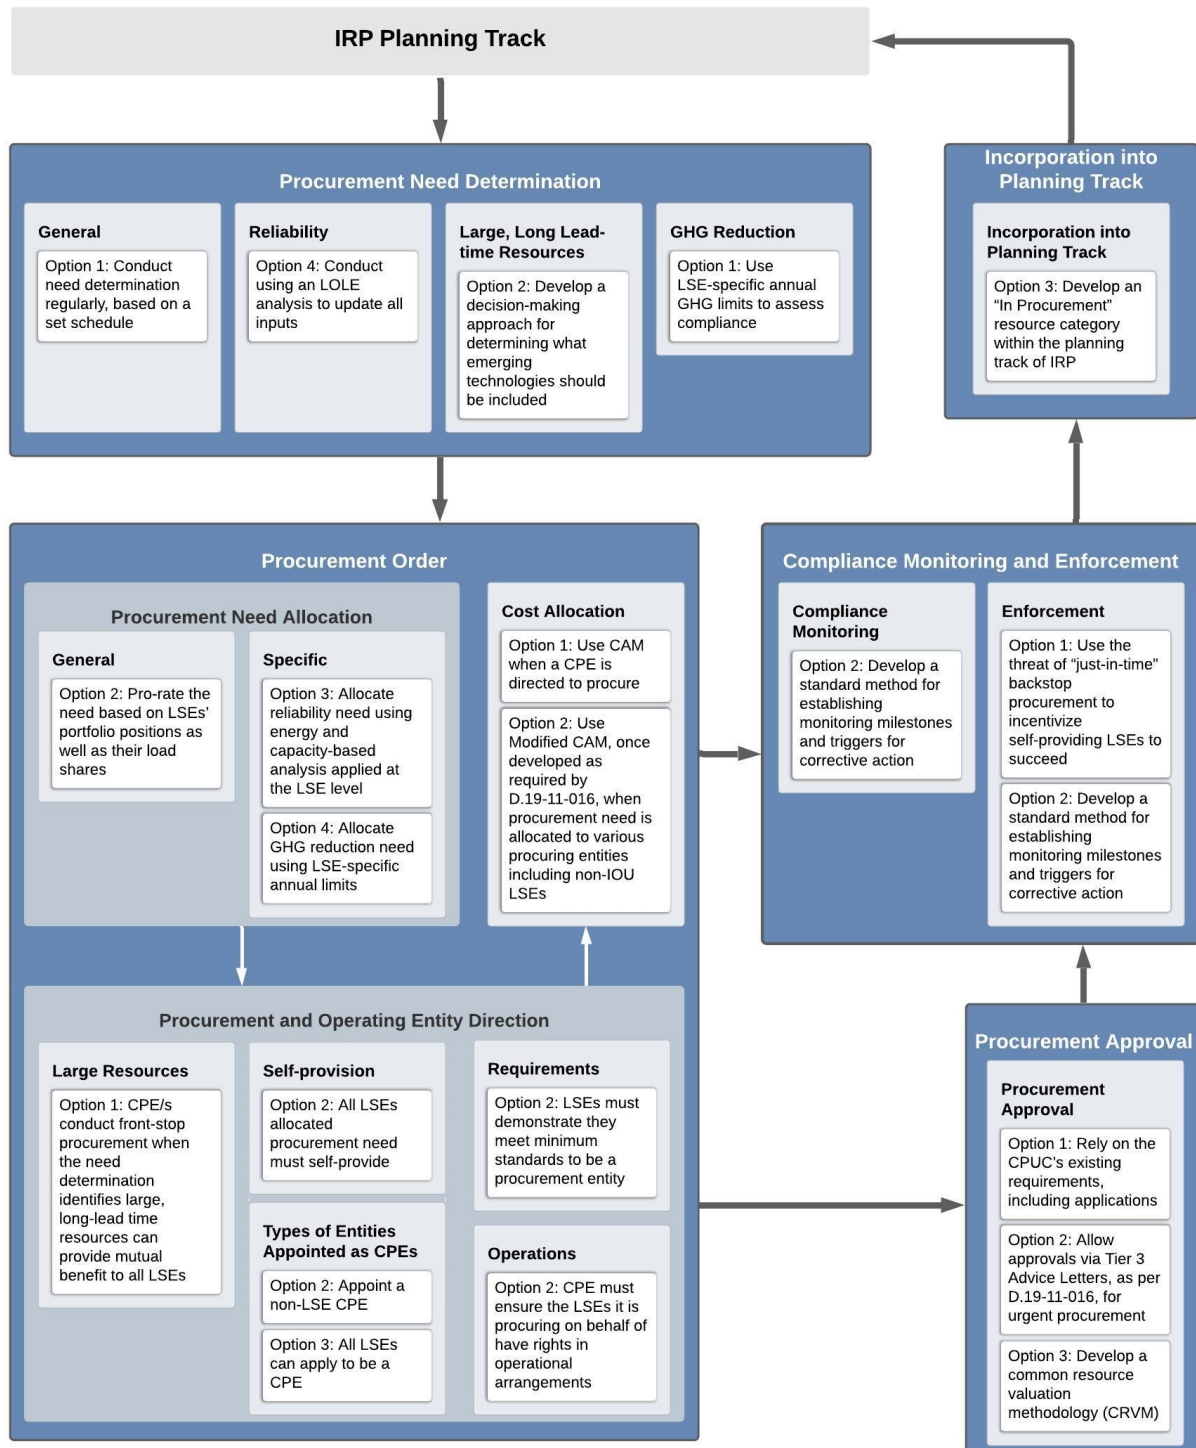 IRP Planning Track
Procurement Need Determination
General
Option 1: Conduct
need determination
regularly, based on a
set schedule
Reliability
Option 4: Conduct
using an LOLE
analysis to update all
inputs
Large, Long Lead-
time Resources
Option 2: Develop a
decision-making
approach for
determining what
emerging
technologies should
be included
GHG Reduction
Option 1: Use
LSE-specific annual
GHG limits to assess
compliance
Incorporation into
Planning Track
Incorporation into
Planning Track
Option 3: Develop an
“In Procurement”
resource category
within the planning
track of IRP
Procurement Order
Procurement Need Allocation
General
Option 2: Pro-rate the
need based on LSEs’
portfolio positions as
well as their load
shares
Specific
Option 3: Allocate
reliability need using
energy and
capacity-based
analysis applied at
the LSE level
Option 4: Allocate
GHG reduction need
using LSE-specific
annual limits
Cost Allocation
Option 1: Use CAM
when a CPE is
directed to procure
Option 2: Use
Modified CAM, once
developed as
required by
D.19-11-016, when
procurement need is
allocated to various
procuring entities
including non-IOU
LSEs
Procurement and Operating Entity Direction
Large Resources
Option 1: CPE/s
conduct front-stop
procurement when
the need
determination
identifies large,
long-lead time
resources can
provide mutual
benefit to all LSEs
Self-provision
Option 2: All LSEs
allocated
procurement need
must self-provide
Types of Entities
Appointed as CPEs
Option 2: Appoint a
non-LSE CPE
Option 3: All LSEs
can apply to be a
CPE
Requirements
Option 2: LSEs must
demonstrate they
meet minimum
standards to be a
procurement entity
Operations
Option 2: CPE must
ensure the LSEs it is
procuring on behalf of
have rights in
operational
arrangements
Compliance Monitoring and Enforcement
Compliance
Monitoring
Option 2: Develop a
standard method for
establishing
monitoring milestones
and triggers for
corrective action
Enforcement
Option 1: Use the
threat of “just-in-time”
backstop
procurement to
incentivize
self-providing LSEs to
succeed
Option 2: Develop a
standard method for
establishing
monitoring milestones
and triggers for
corrective action
Procurement Approval
Procurement
Approval
Option 1: Rely on the
CPUC's existing
requirements,
including applications
Option 2: Allow
approvals via Tier 3
Advice Letters, as per
D.19-11-016, for
urgent procurement
Option 3: Develop a
common resource
valuation
methodology (CRVM)